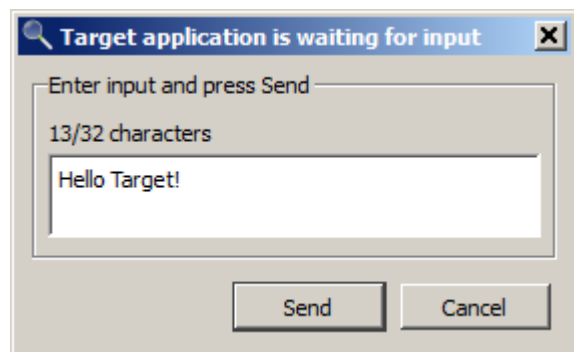 Target application is waiting for input
Enter input and press Send
13/32 characters
Hello Target!
Send
Cancel